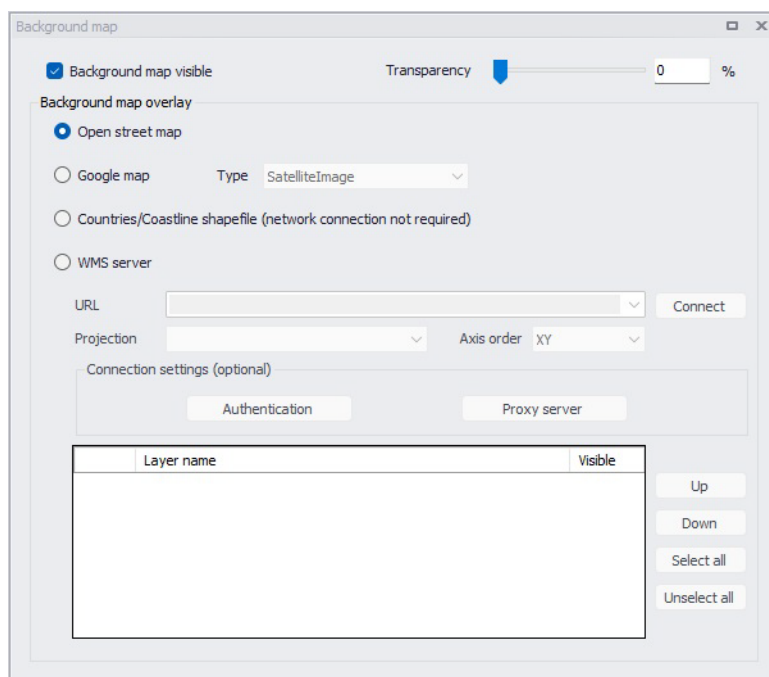 Background map
Background map visible Transparency 0 %
Background map overlay
Open street map
Google map Type SatelliteImage
Countries/Coastline shapefile (network connection not required)
WMS server
URL Connect
Projection Axis order XY
Connection settings (optional)
Authentication Proxy server
Layer name Visible
Up
Down
Select all
Unselect all